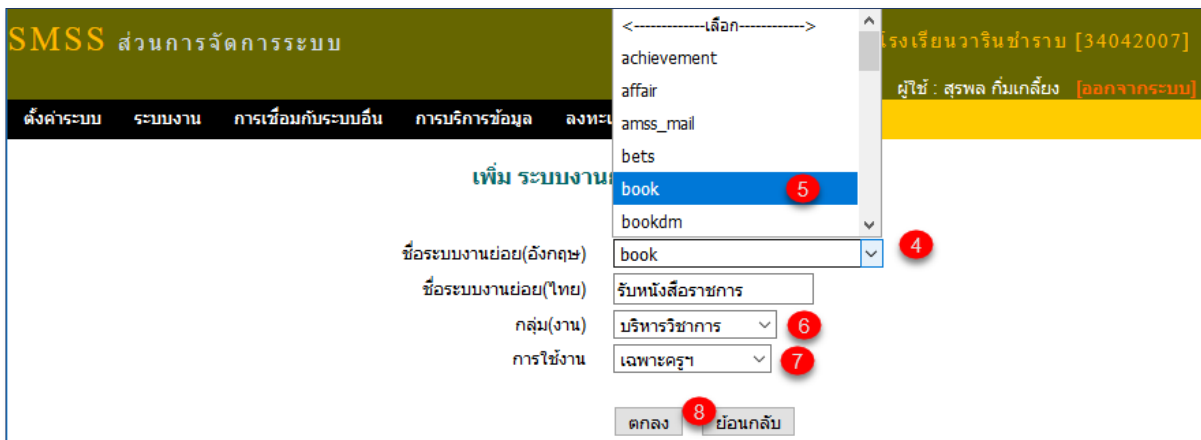 <-------------เลือก------------>
SMSS ส่วนการจัดการระบบ
โรงเรียนวารินชำราบ [34042007]
achievement
affair
ผู้ใช้ : สุรพล กิ่มเกลี้ยง [ออกจากระบบ]
ตั้งค่าระบบ ระบบงาน การเชื่อมกับระบบอื่น การบริการข้อมูล
amss_mail
bets
เพิ่ม
book 5
bookdm
ชื่อระบบงานย่อย(อังกฤษ) book 4
ชื่อระบบงานย่อย(ไทย) รับหนังสือราชการ
กลุ่ม(งาน) บริหารวิชาการ 6
การใช้งาน เฉพาะครูฯ 7
ตกลง 8 ย้อนกลับ